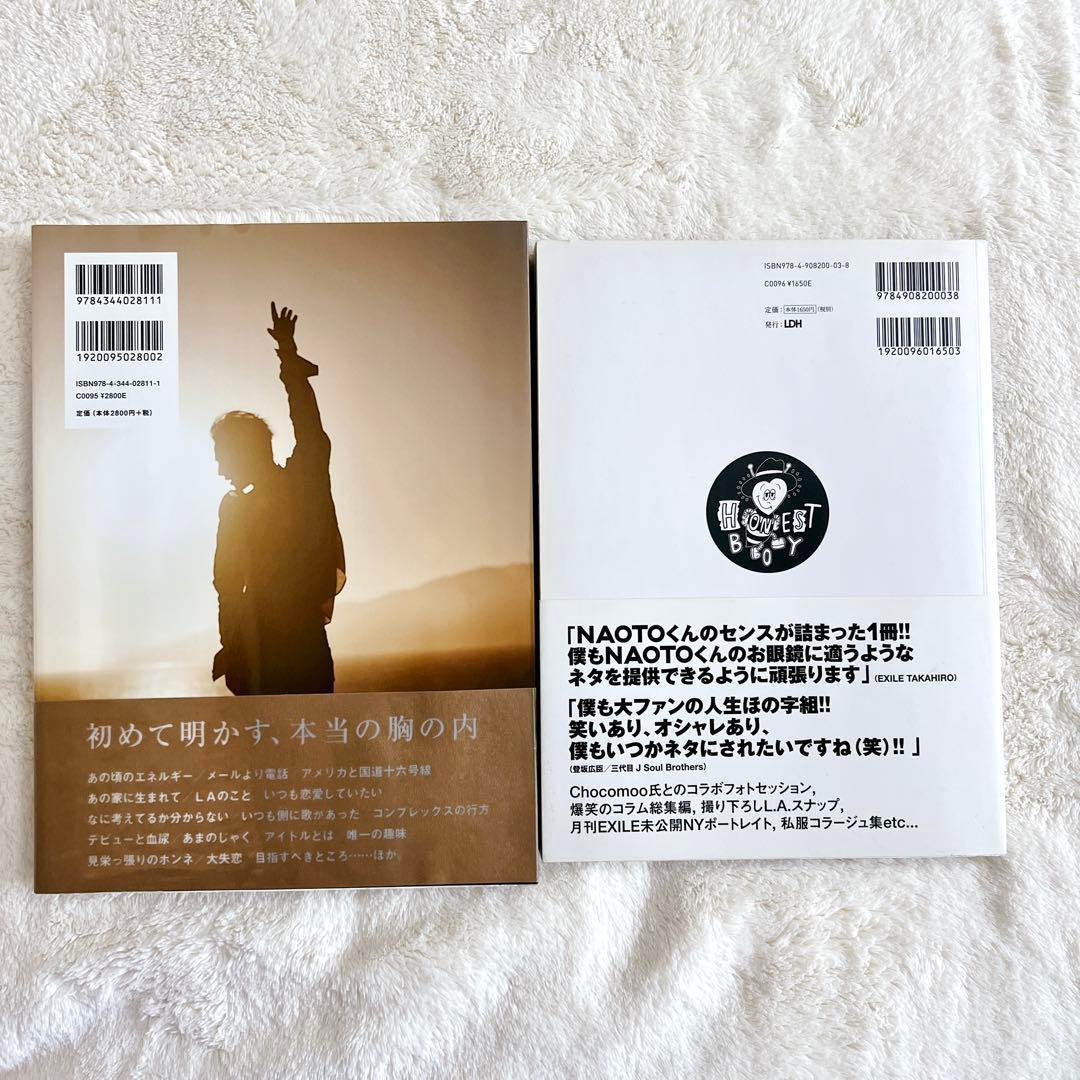 9784344028111
1920095028002
ISBN978-4-344-02811-1
C0095 ¥2800E
定価(本体2800円+税)
初めて明かす、本当の胸の内
あの頃のエネルギー/メールより電話 アメリカと国道十六号線
あの家に生まれて/LAのこと いつも恋愛していたい
なに考えてるか分からない いつも側に歌があった コンプレックスの行方
デビューと血尿/あまのじゃく/アイトルとは 唯一の趣味
見栄っ張りのホンネ/大失恋 目指すべきところ……ほか
ISBN978-4-908200-03-8
C0096 ¥1650E
9784908200038
定価:本体1650円(税別)
発行:LDH
1920096016503
HONEST
BOY
「NAOTOくんのセンスが詰まった1冊!!
僕もNAOTOくんのお眼鏡に適うような
ネタを提供できるように頑張ります」(EXILE TAKAHIRO)
「僕も大ファンの人生ほの字組!!
笑いあり、オシャレあり、
僕もいつかネタにされたいですね(笑)!!」
(登坂広臣/三代目 J Soul Brothers)
Chocomoo氏とのコラボフォトセッション,
爆笑のコラム総集編, 撮り下ろしL.A.スナップ,
月刊EXILE未公開NYポートレイト, 私服コラージュ集etc...